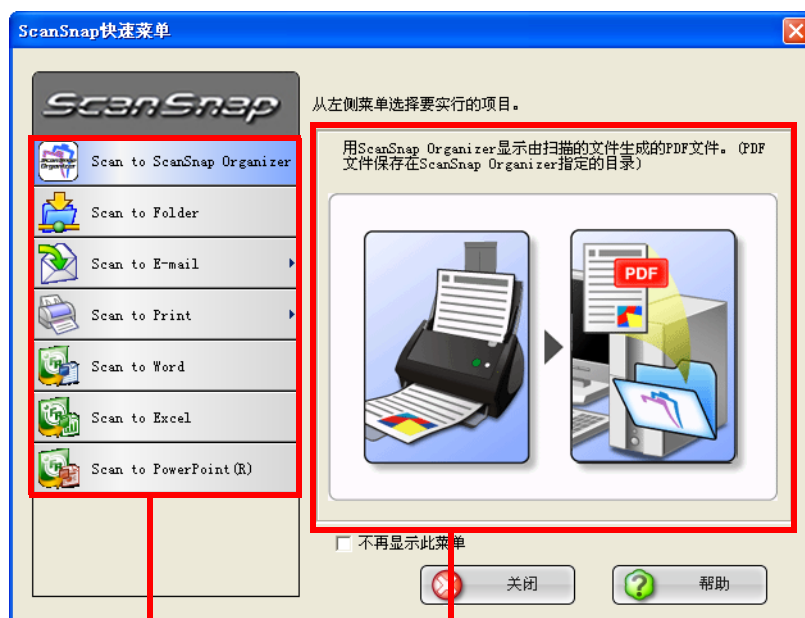 ScanSnap快速菜单
ScanSnap
从左侧菜单选择要实行的项目。
Scan to ScanSnap Organizer
Scan to Folder
Scan to E-mail
Scan to Print
Scan to Word
Scan to Excel
Scan to PowerPoint(R)
用ScanSnap Organizer显示由扫描的文件生成的PDF文件。(PDF
文件保存在ScanSnap Organizer指定的目录)
PDF
不再显示此菜单
关闭
帮助